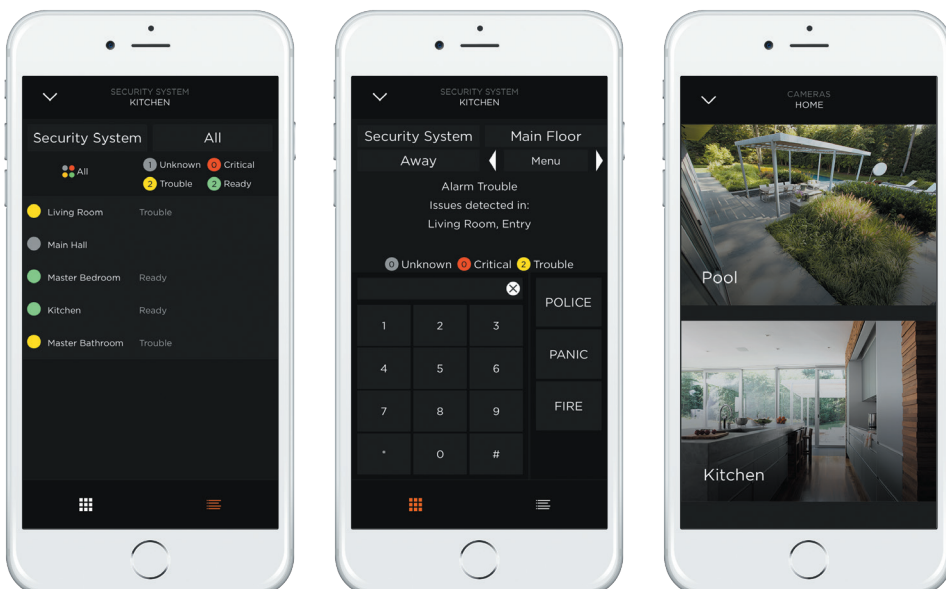 SECURITY SYSTEM
KITCHEN
Security System All
All
1 Unknown 0 Critical
2 Trouble 2 Ready
Living Room Trouble
Main Hall
Master Bedroom Ready
Kitchen Ready
Master Bathroom Trouble
SECURITY SYSTEM
KITCHEN
Security System Main Floor
Away Menu
Alarm Trouble
Issues detected in:
Living Room, Entry
0 Unknown 0 Critical 2 Trouble
POLICE
1 2 3
PANIC
4 5 6
FIRE
7 8 9
* 0 #
CAMERAS
HOME
Pool
Kitchen